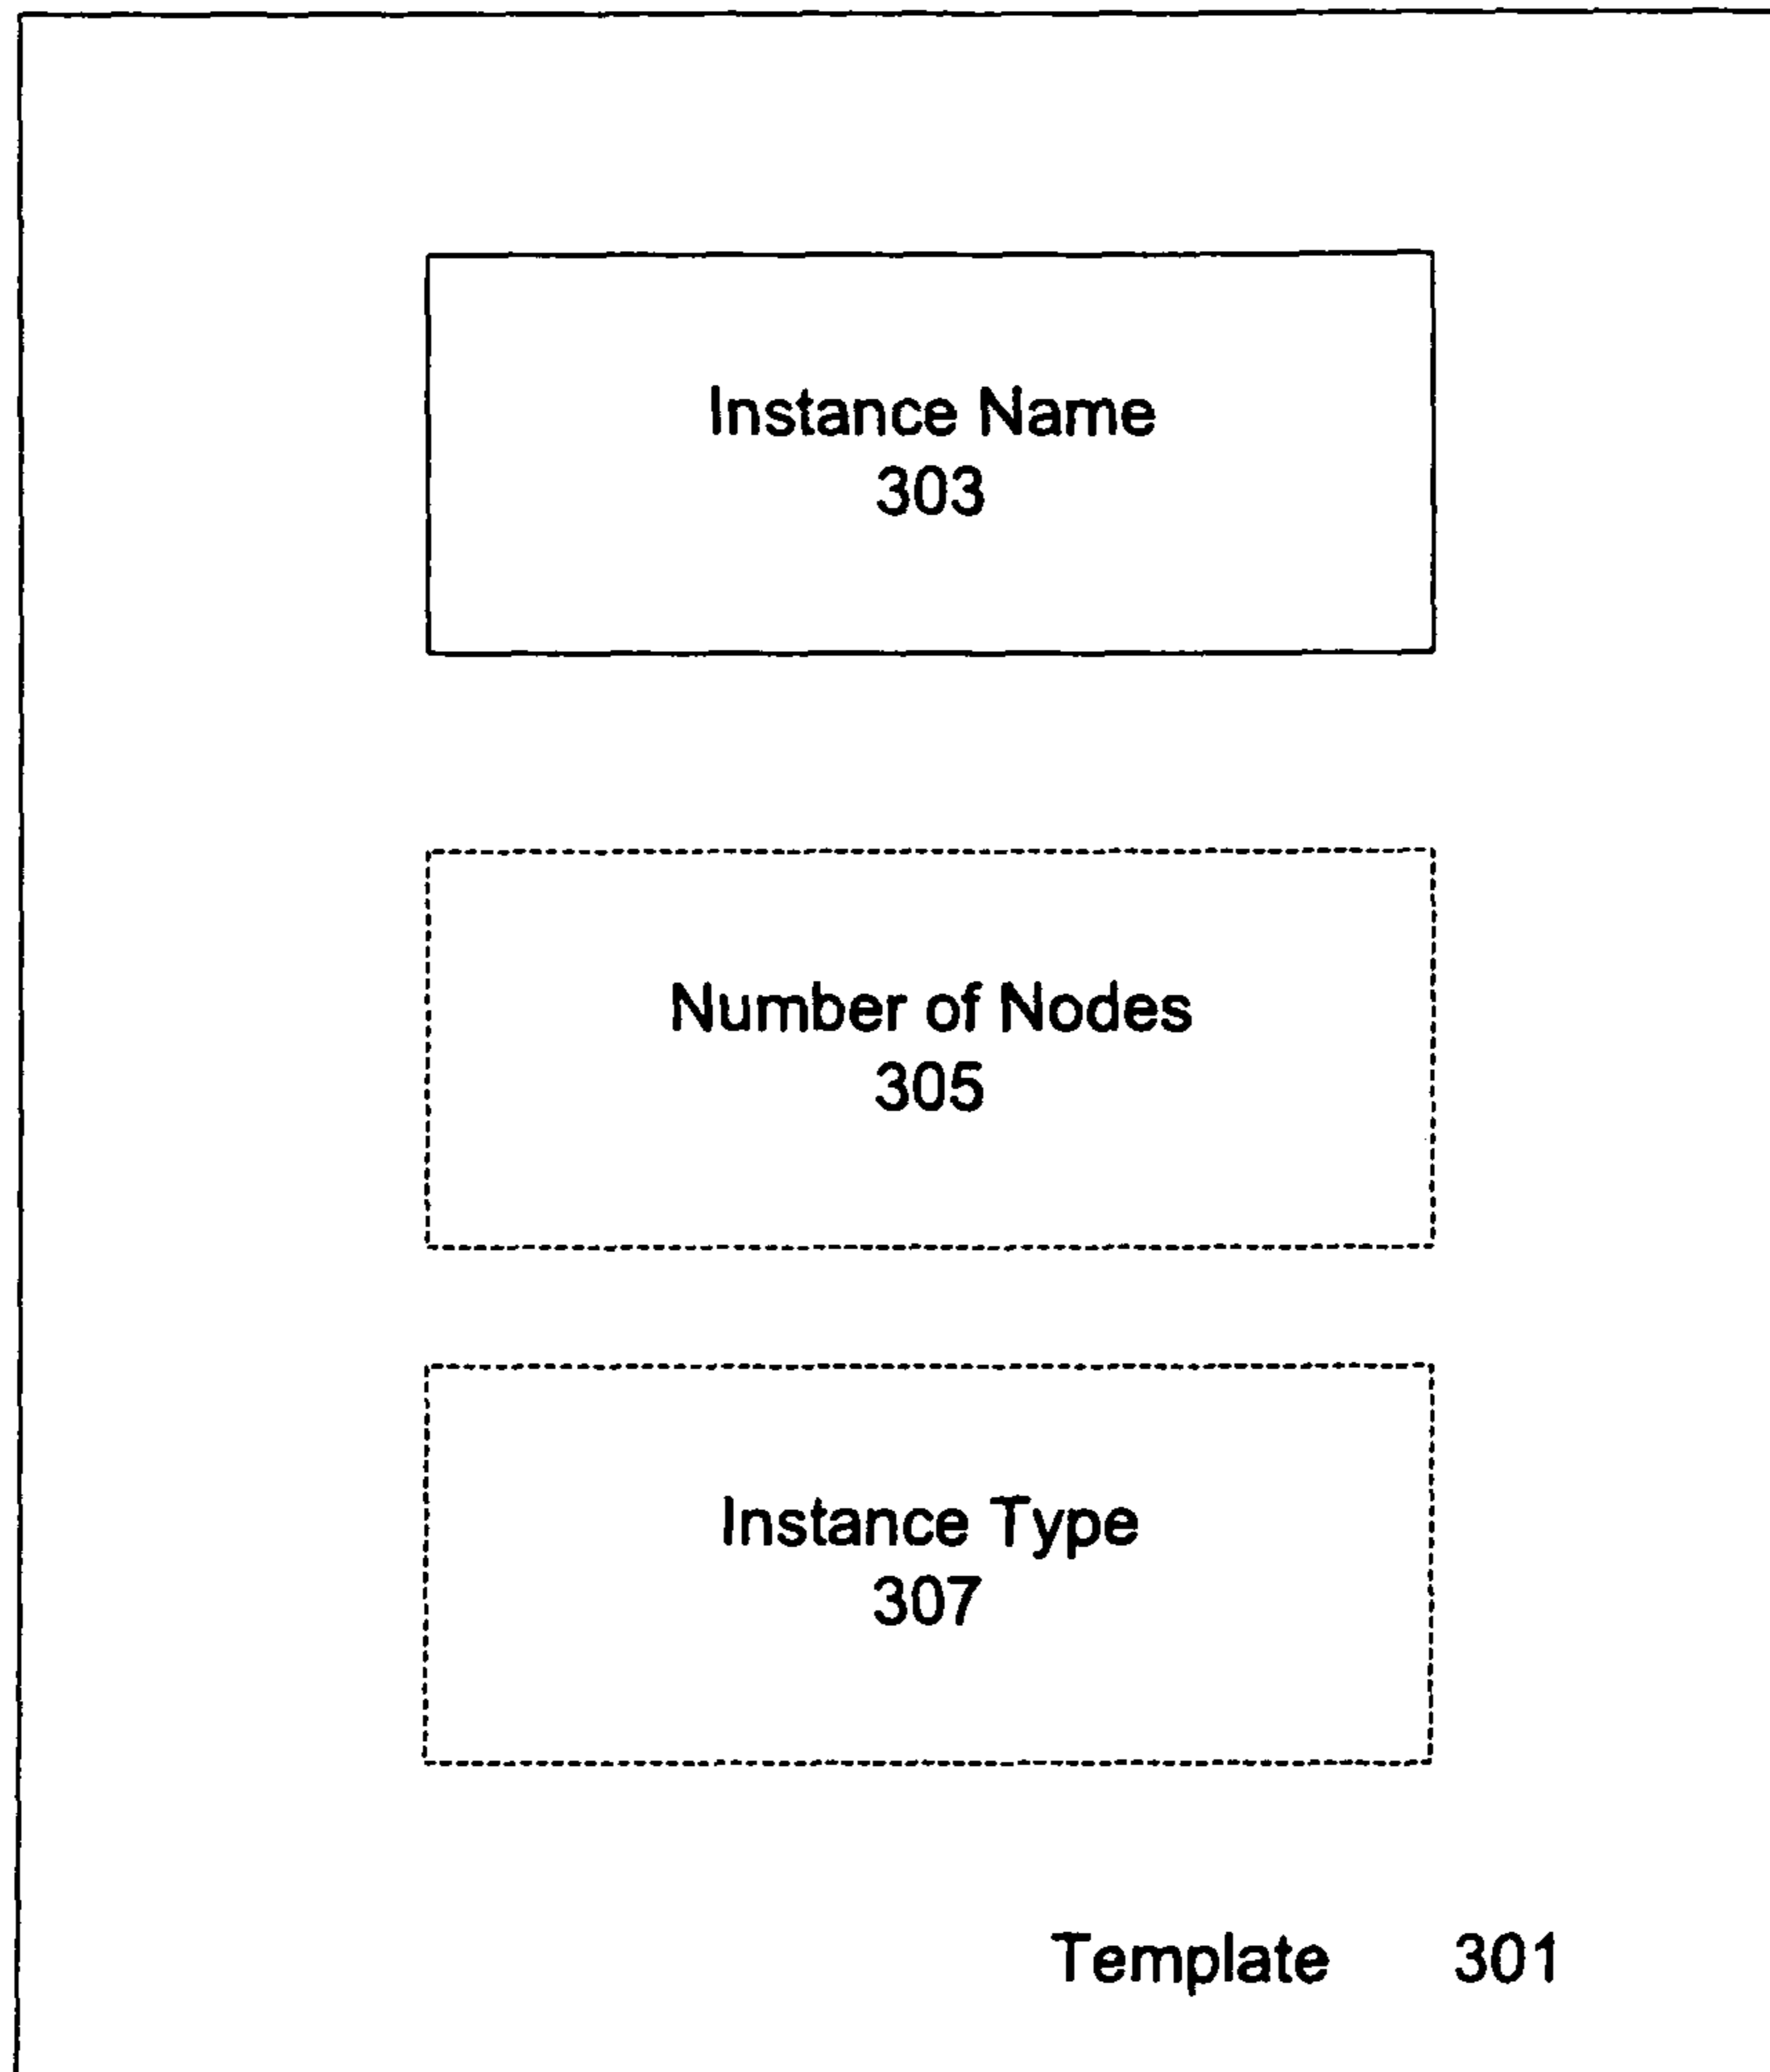 Instance Name
303
Number of Nodes
305
Instance Type
307
Template 301